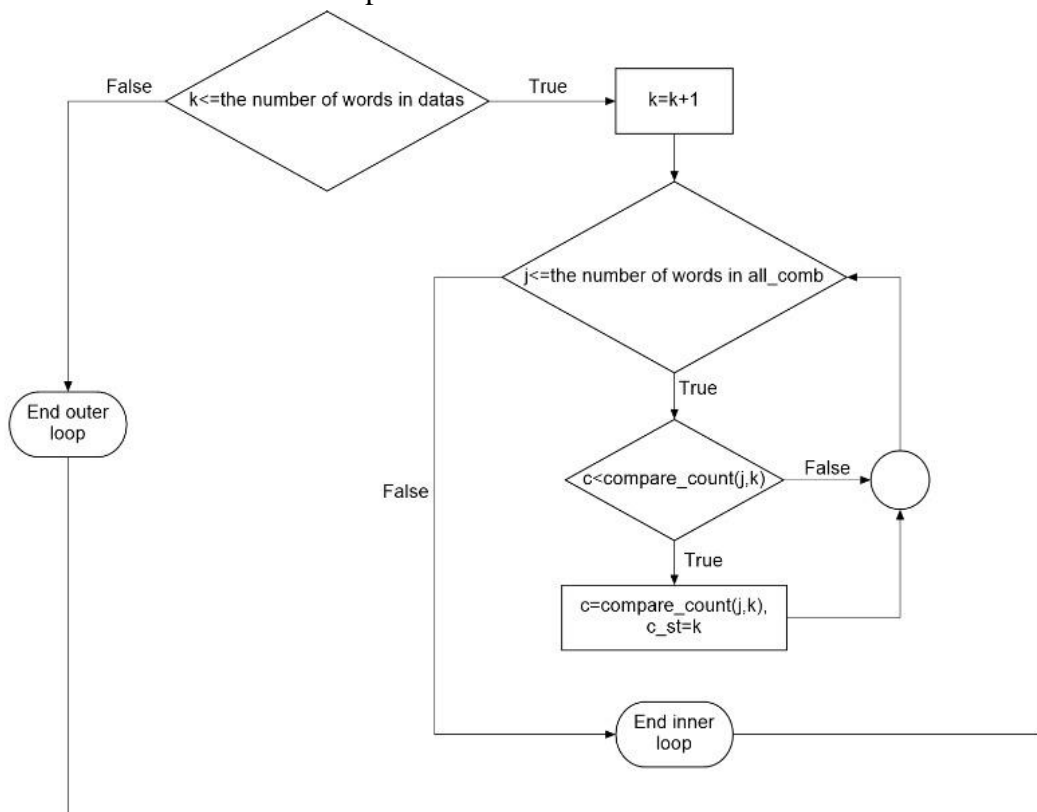 False
True
k<=the number of words in datas
k=k+1
j<=the number of words in all_comb
True
End outer
loop
False
c<compare_count(j,k)
False
True
c=compare_count(j,k),
c_st=k
End inner
loop